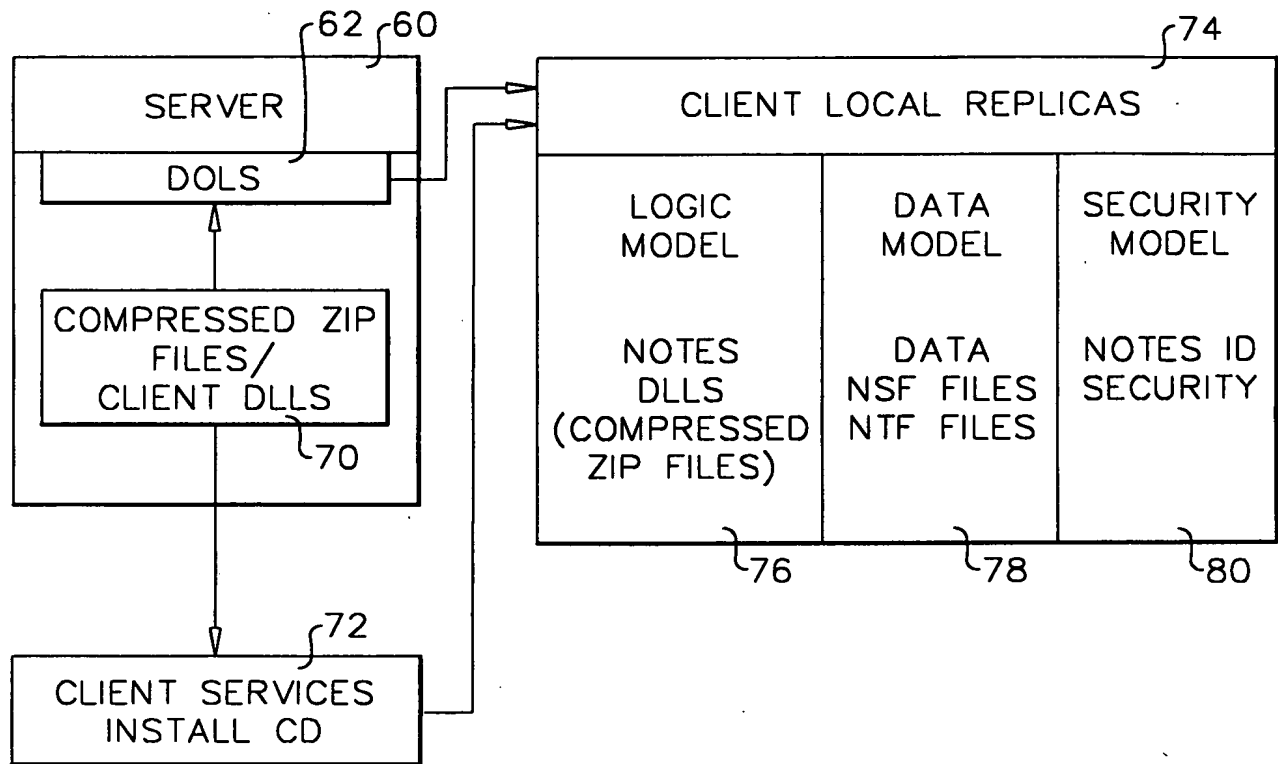 62
60
SERVER
DOLS
COMPRESSED ZIP
FILES/
CLIENT DLLS
70
72
CLIENT SERVICES
INSTALL CD
74
CLIENT LOCAL REPLICAS
LOGIC
MODEL
NOTES
DLLS
(COMPRESSED
ZIP FILES)
76
DATA
MODEL
DATA
NSF FILES
NTF FILES
78
SECURITY
MODEL
NOTES ID
SECURITY
80